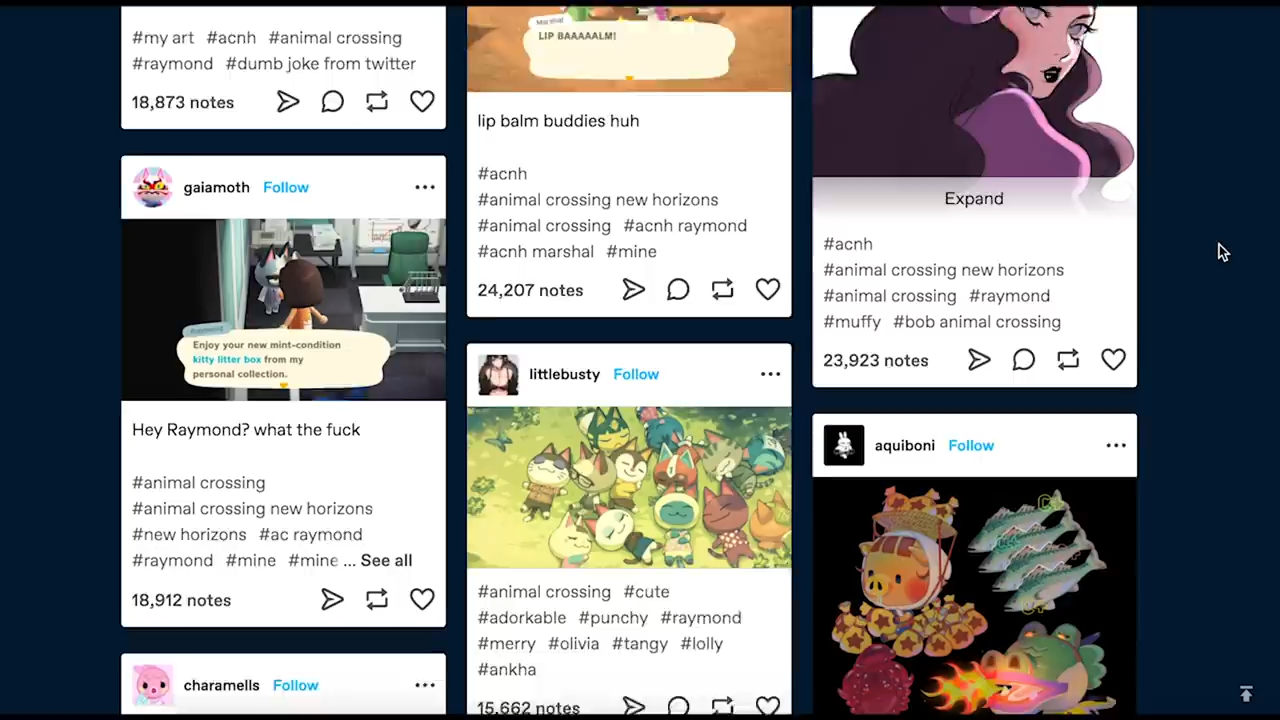 #my art #acnh #animal crossing
#raymond #dumb joke from twitter
18,873 notes
gaiamoth Follow
Raymond
Enjoy your new mint-condition
kitty litter box from my
personal collection.
Hey Raymond? what the fuck
#animal crossing
#animal crossing new horizons
#new horizons #ac raymond
#raymond #mine #mine ... See all
18,912 notes
charamells Follow
Marshal
LIP BAAAAALM!
lip balm buddies huh
#acnh
#animal crossing new horizons
#animal crossing #acnh raymond
#acnh marshal #mine
24,207 notes
littlebusty Follow
#animal crossing #cute
#adorkable #punchy #raymond
#merry #olivia #tangy #lolly
#ankha
15,662 notes
Expand
#acnh
#animal crossing new horizons
#animal crossing #raymond
#muffy #bob animal crossing
23,923 notes
aquiboni Follow